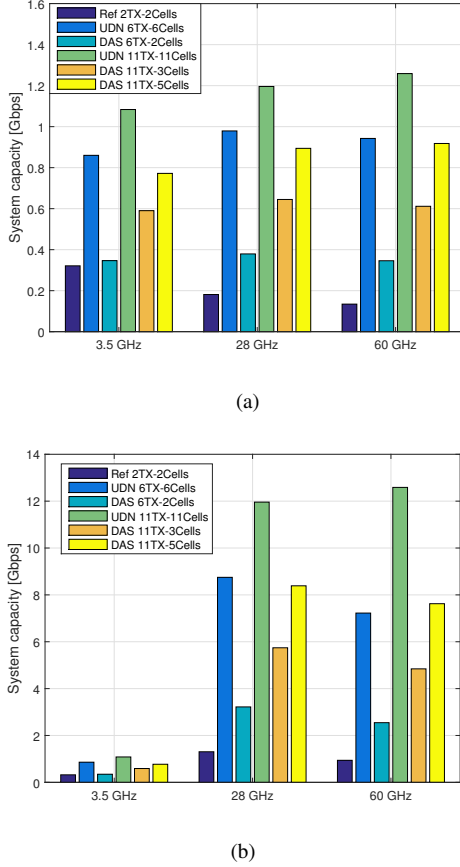 1.6
Ref 2TX-2Cells
UDN 6TX-6Cells
DAS 6TX-2Cells
UDN 11TX-11Cells
DAS 11TX-3Cells
DAS 11TX-5Cells
1.4
1.2
1
0.8
0.6
0.4
0.2
0
System capacity [Gbps]
3.5 GHz 28 GHz 60 GHz
(a)
14
Ref 2TX-2Cells
UDN 6TX-6Cells
DAS 6TX-2Cells
UDN 11TX-11Cells
DAS 11TX-3Cells
DAS 11TX-5Cells
12
10
8
6
4
2
0
System capacity [Gbps]
3.5 GHz 28 GHz 60 GHz
(b)